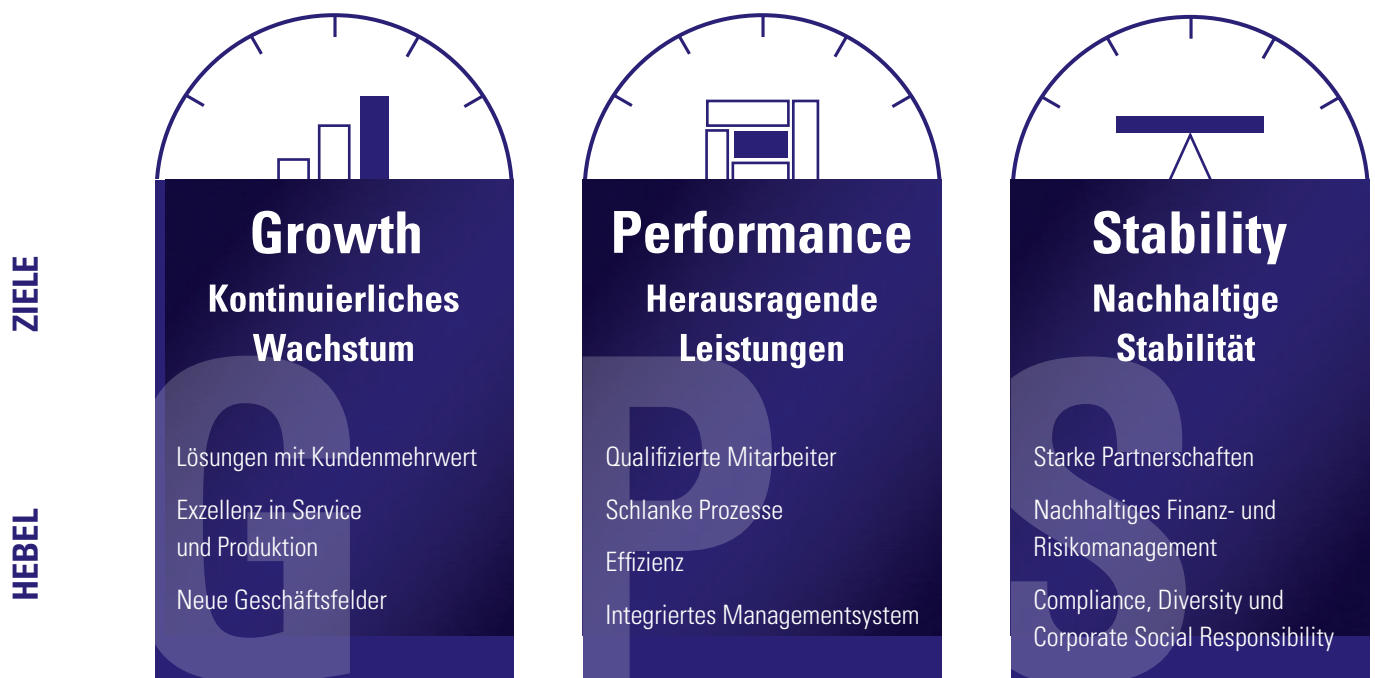 ZIELE
HEBEL
Growth
Kontinuierliches
Wachstum
G
Lösungen mit Kundenmehrwert
Exzellenz in Service
und Produktion
Neue Geschäftsfelder
Performance
Herausragende
Leistungen
P
Qualifizierte Mitarbeiter
Schlanke Prozesse
Effizienz
Integriertes Managementsystem
Stability
Nachhaltige
Stabilität
S
Starke Partnerschaften
Nachhaltiges Finanz- und
Risikomanagement
Compliance, Diversity und
Corporate Social Responsibility